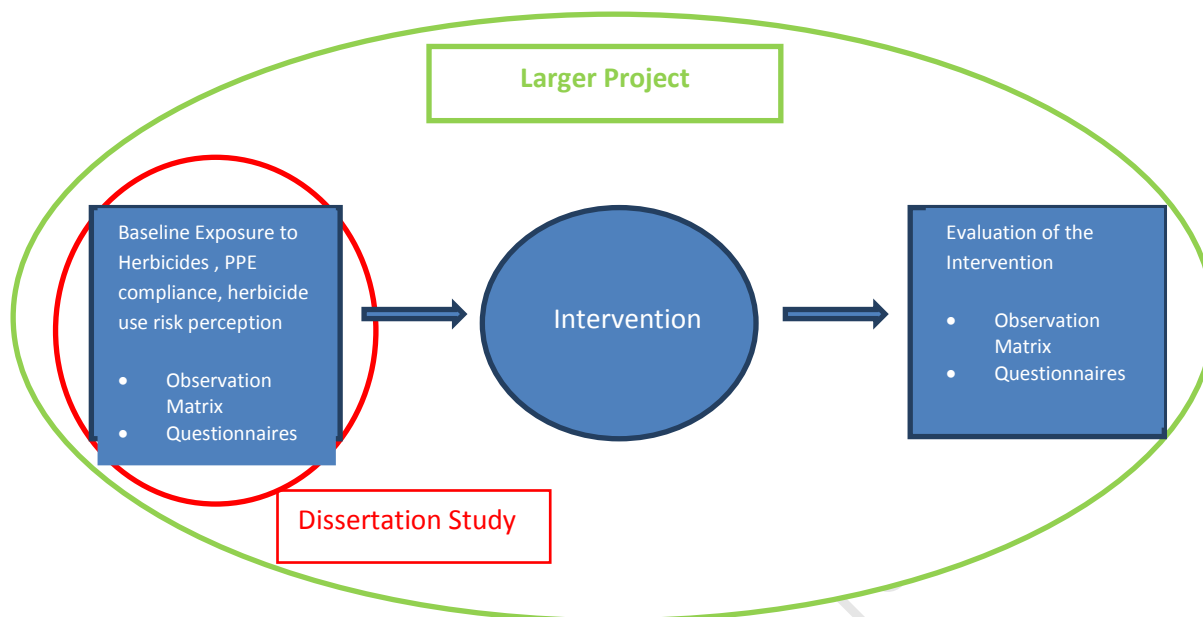 Larger Project
Baseline Exposure to
Herbicides , PPE
compliance, herbicide
use risk perception
• Observation
Matrix
• Questionnaires
Intervention
Evaluation of the
Intervention
• Observation
Matrix
• Questionnaires
Dissertation Study